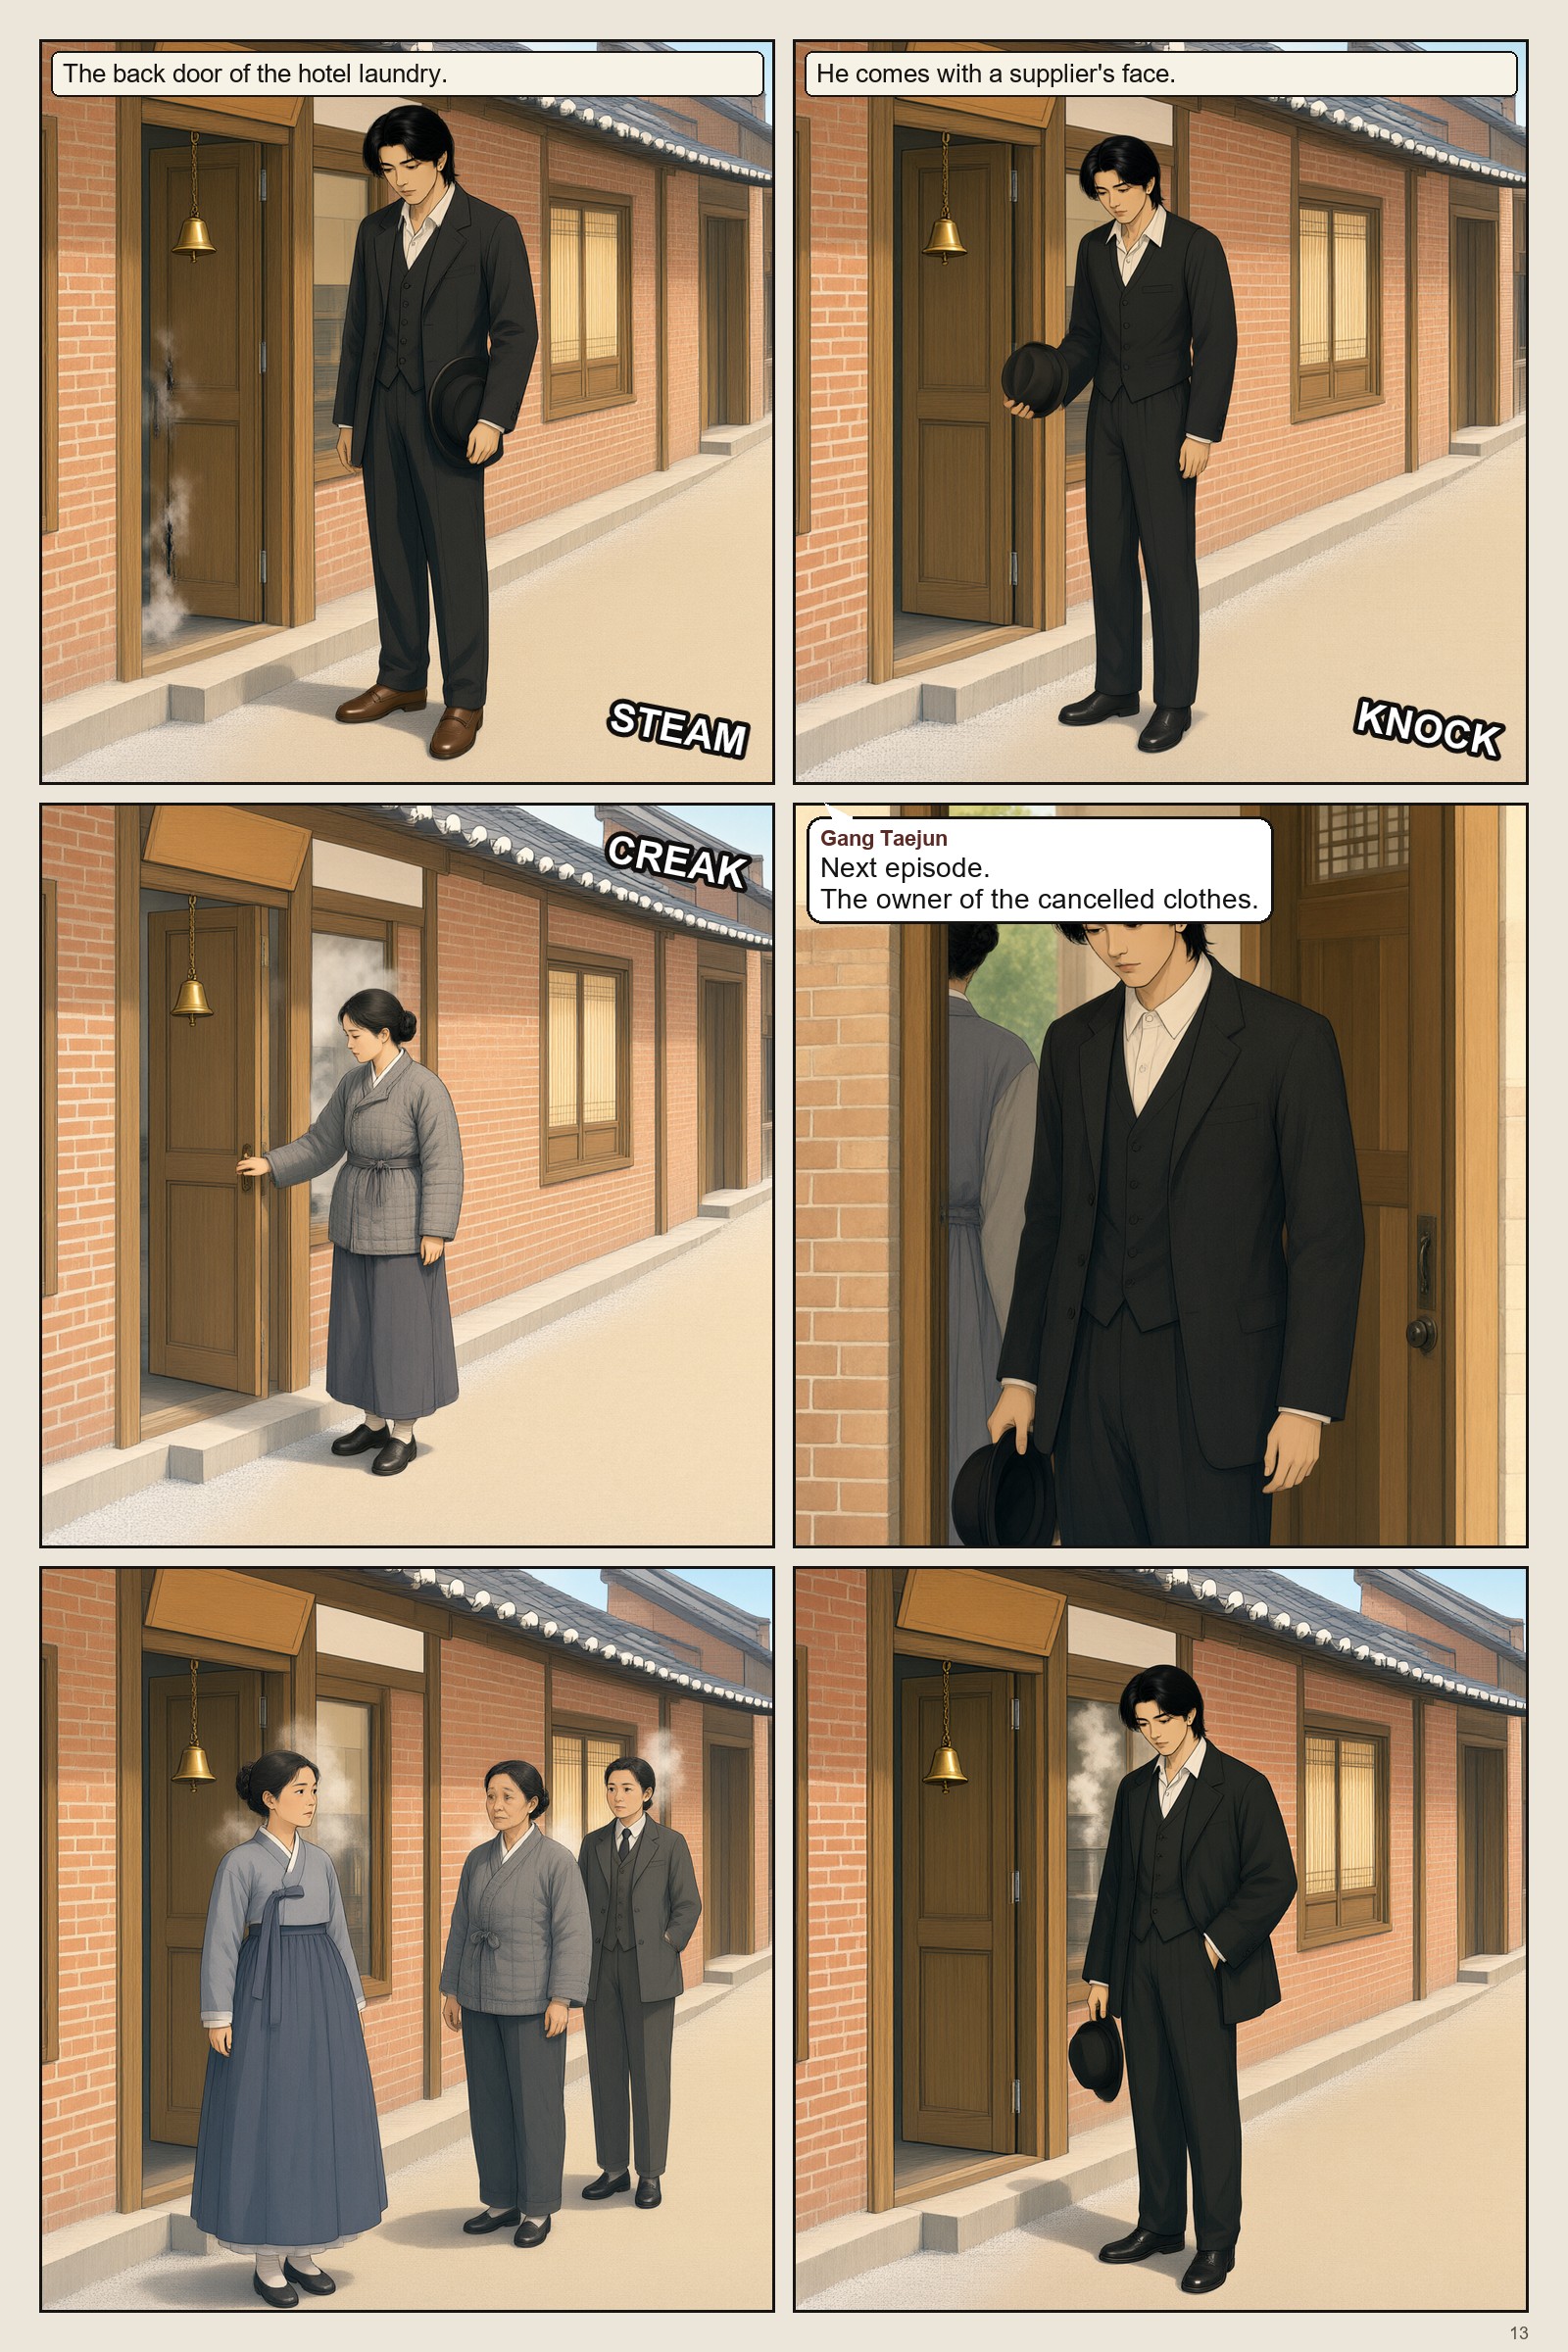 The back door of the hotel laundry.
He comes with a supplier's face.
STEAM
KNOCK
CREAK
Gang Taejun
Next episode.
The owner of the cancelled clothes.
13